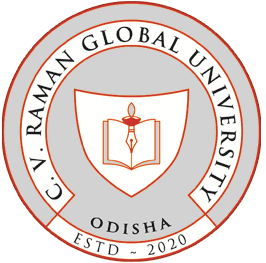 C. V. RAMAN GLOBAL UNIVERSITY
ODISHA
ESTD ~ 2020